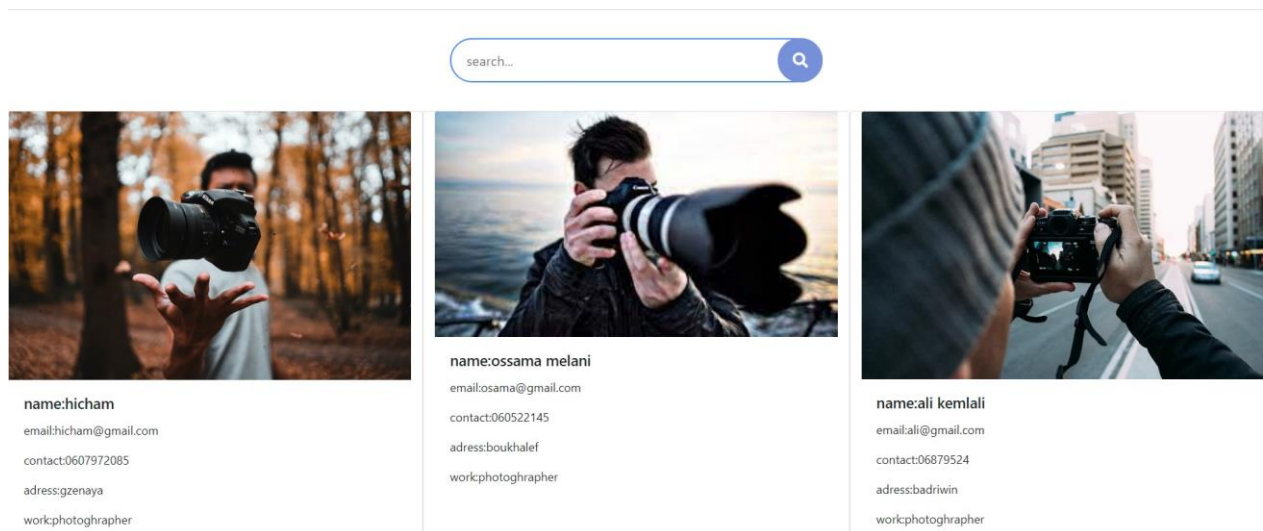 search...
name:hicham
email:hicham@gmail.com
contact:0607972085
adress:gzenaya
work:photoghrapher
name:ossama melani
email:osama@gmail.com
contact:060522145
adress:boukhalef
work:photoghrapher
name:ali kemlali
email:ali@gmail.com
contact:06879524
adress:badriwin
work:photoghrapher